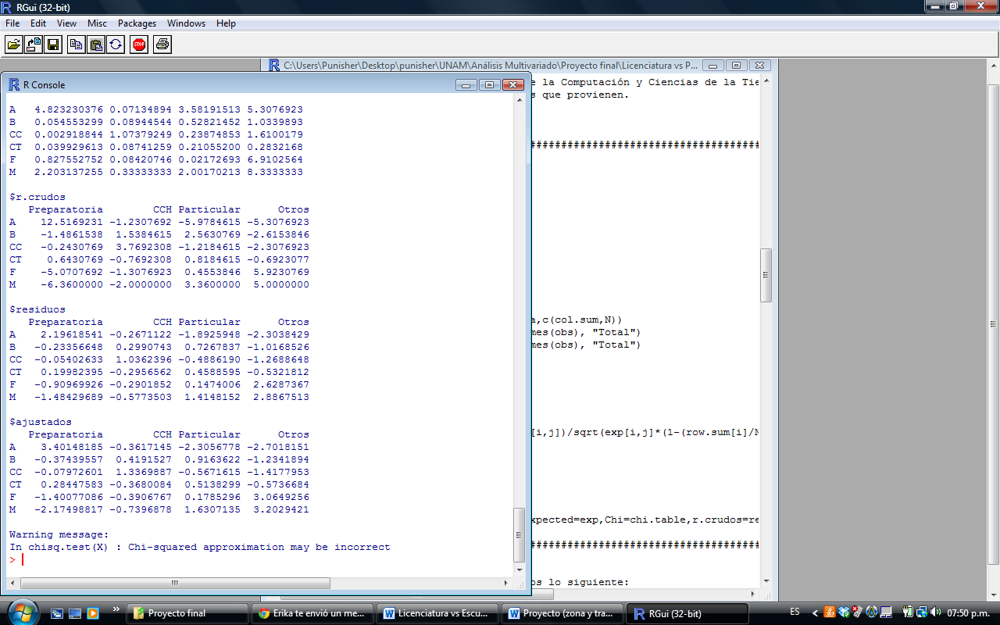 RGui (32-bit)
File Edit View Misc Packages Windows Help
STOP
C:\Users\Punisher\Desktop\punisher\UNAM\Análisis Multivariado\Proyecto final\Licenciatura vs P...
R Console
A 4.823230376 0.07134894 3.58191513 5.3076923
B 0.054553299 0.08944544 0.52821452 1.0339893
CC 0.002918844 1.07379249 0.23874853 1.6100179
CT 0.039929613 0.08741259 0.21055200 0.2832168
F 0.827552752 0.08420746 0.02172693 6.9102564
M 2.203137255 0.33333333 2.00170213 8.3333333
$r.crudos
Preparatoria CCH Particular Otros
A 12.5169231 -1.2307692 -5.9784615 -5.3076923
B -1.4861538 1.5384615 2.5630769 -2.6153846
CC -0.2430769 3.7692308 -1.2184615 -2.3076923
CT 0.6430769 -0.7692308 0.8184615 -0.6923077
F -5.0707692 -1.3076923 0.4553846 5.9230769
M -6.3600000 -2.0000000 3.3600000 5.0000000
$residuos
Preparatoria CCH Particular Otros
A 2.19618541 -0.2671122 -1.8925948 -2.3038429
B -0.23356648 0.2990743 0.7267837 -1.0168526
CC -0.05402633 1.0362396 -0.4886190 -1.2688648
CT 0.19982395 -0.2956562 0.4588595 -0.5321812
F -0.90969926 -0.2901852 0.1474006 2.6287367
M -1.48429689 -0.5773503 1.4148152 2.8867513
$ajustados
Preparatoria CCH Particular Otros
A 3.40148185 -0.3617145 -2.3056778 -2.7018151
B -0.37439557 0.4191527 0.9163622 -1.2341894
CC -0.07972601 1.3369887 -0.5671615 -1.4177953
CT 0.28447583 -0.3680084 0.5138299 -0.5736684
F -1.40077086 -0.3906767 0.1785296 3.0649256
M -2.17498817 -0.7396878 1.6307135 3.2029421
Warning message:
In chisq.test(X) : Chi-squared approximation may be incorrect
>
e la Computación y Ciencias de la Tie
s que provienen.
#####################################
a,c(col.sum,N))
mes(obs), "Total")
mes(obs), "Total")
[i,j])/sqrt(exp[i,j]*(1-(row.sum[i]/N
xpected=exp,Chi=chi.table,r.crudos=re
#####################################
os lo siguiente:
Proyecto final
Erika te envió un me...
Licenciatura vs Escu...
Proyecto (zona y tra...
RGui (32-bit)
ES
07:50 p.m.